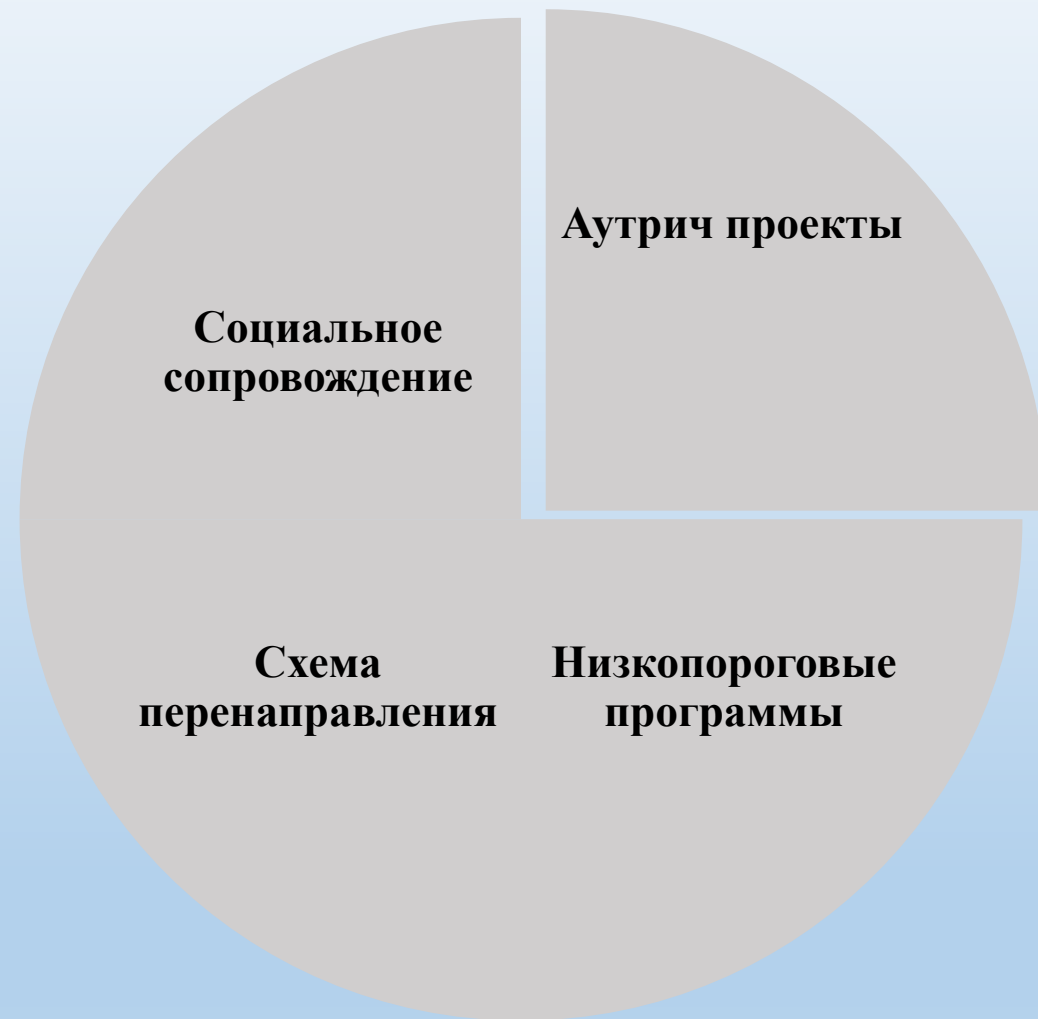 Аутрич проекты
Социальное
сопровождение
Схема
перенаправления
Низкопороговые
программы